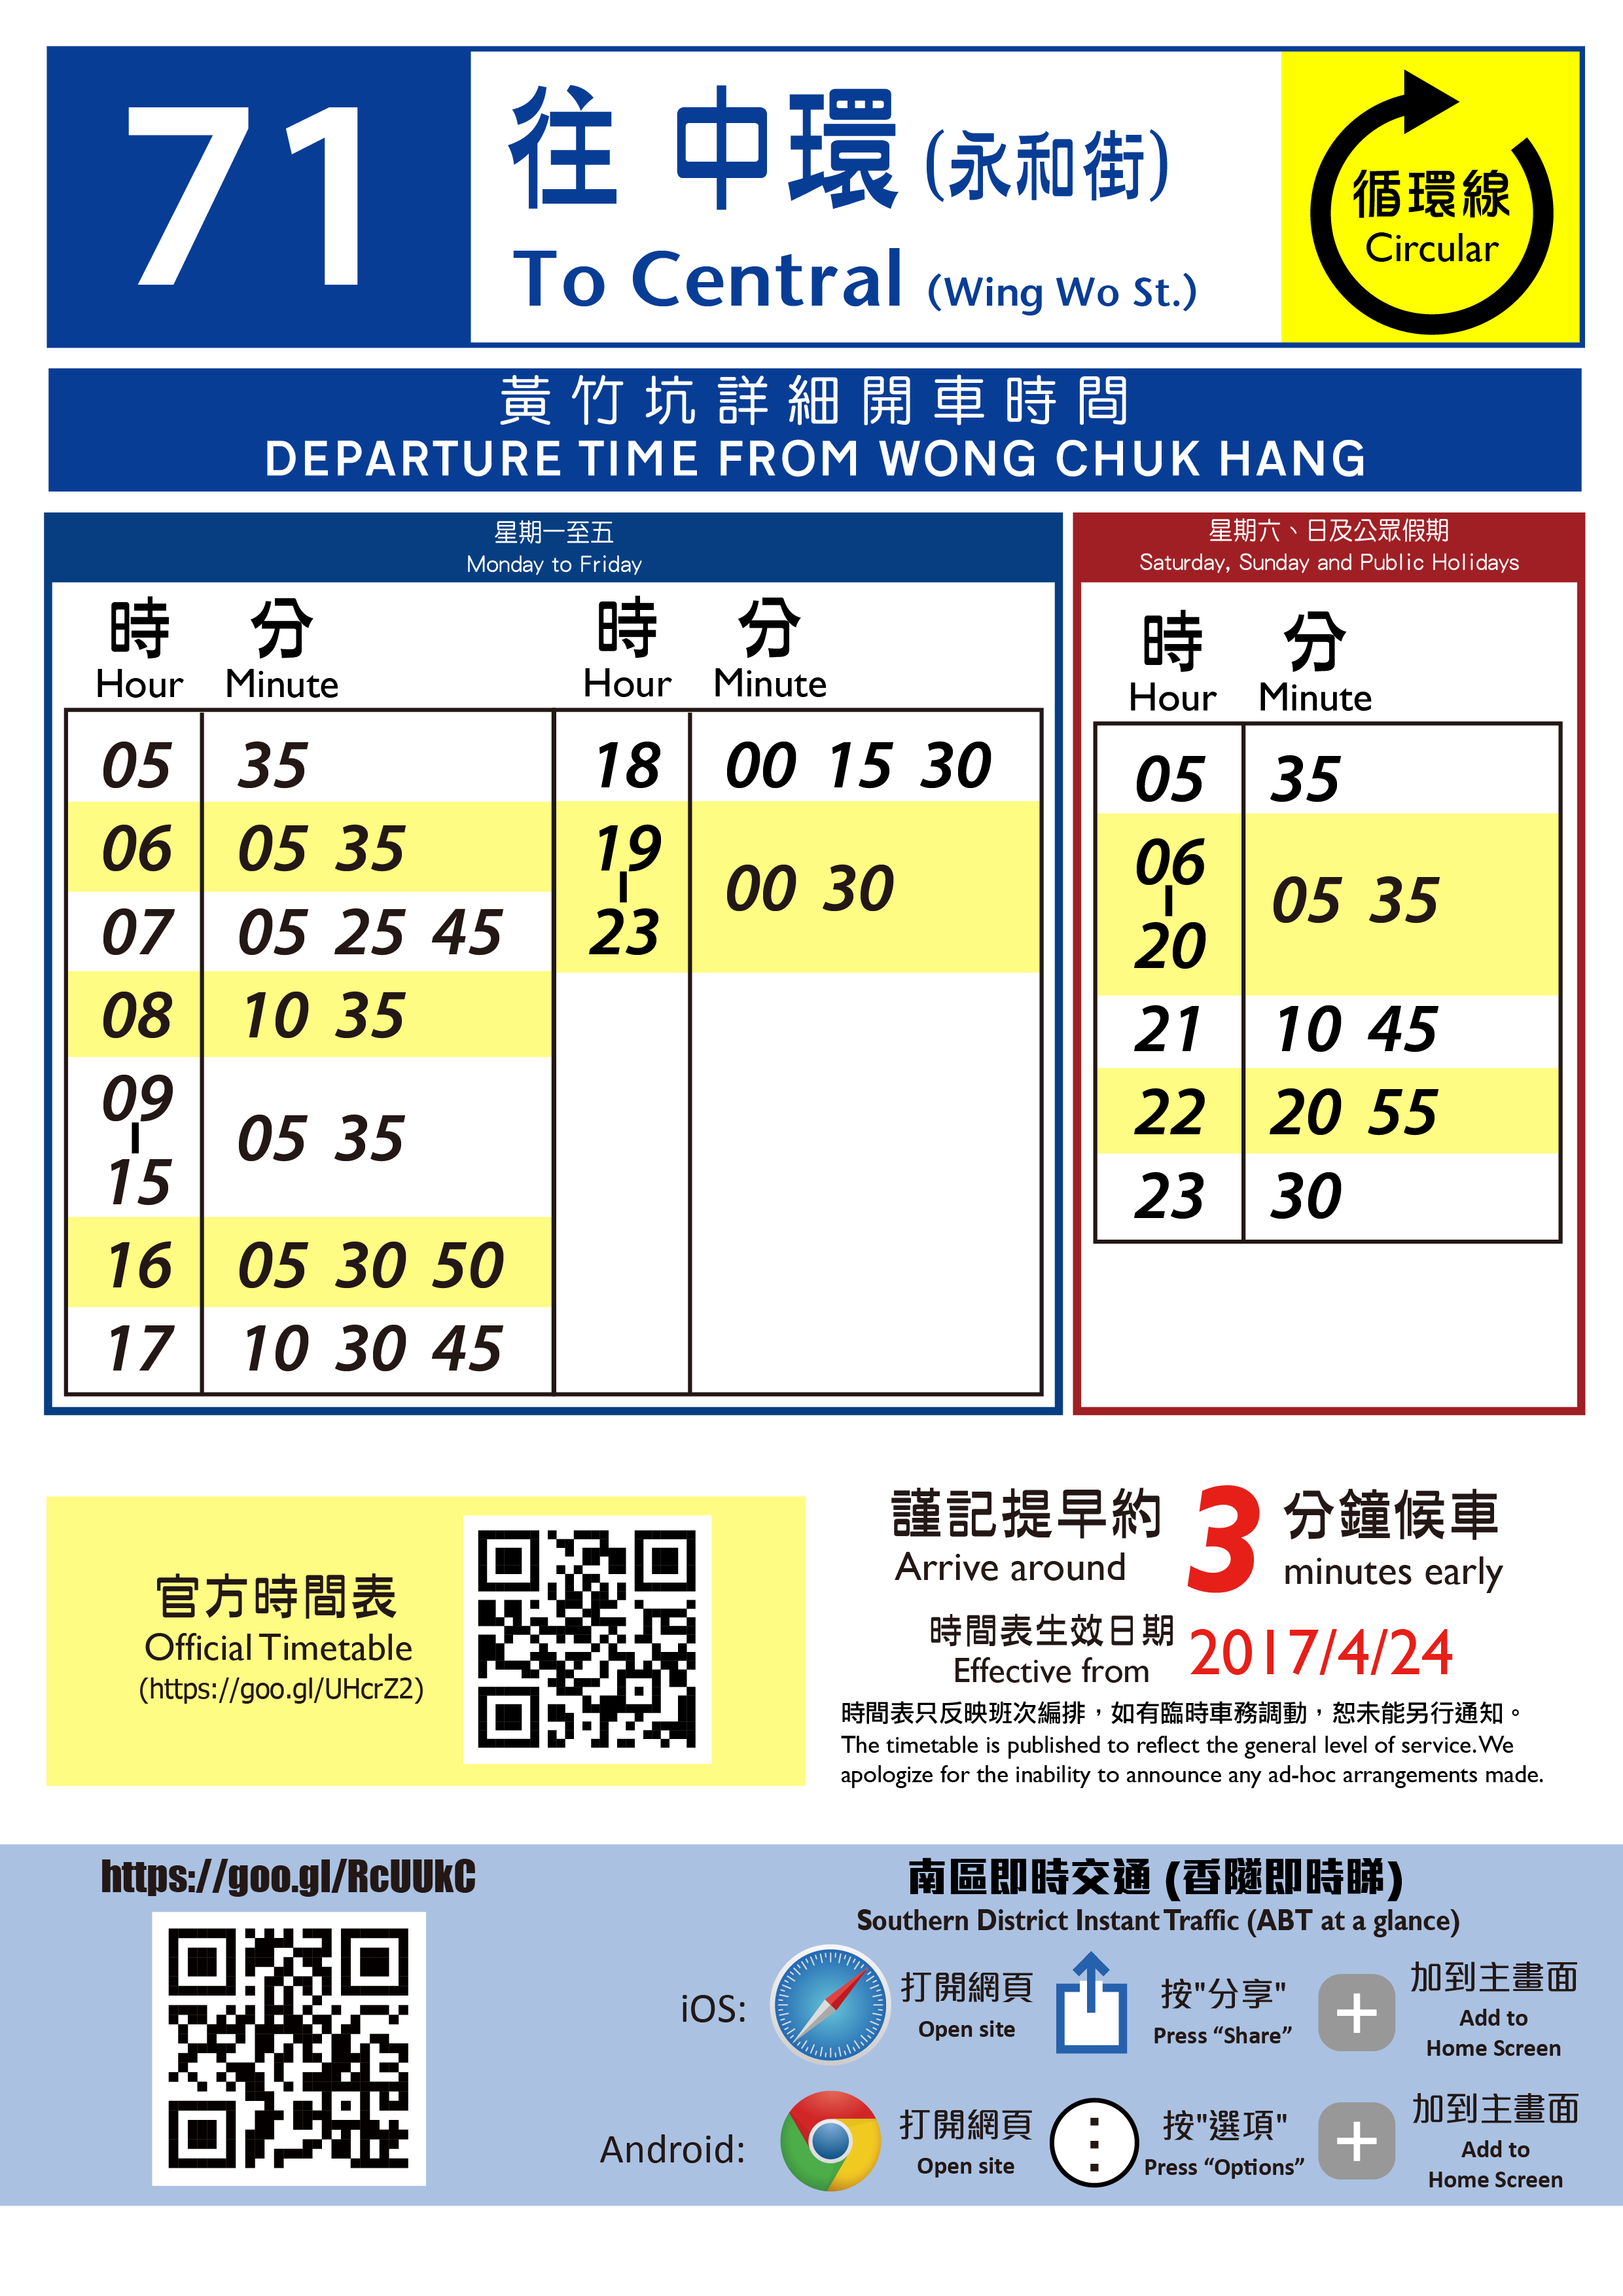 71
往 中環 (永和街)
To Central (Wing Wo St.)
循環線
Circular
黃竹坑詳細開車時間
DEPARTURE TIME FROM WONG CHUK HANG
星期一至五
Monday to Friday
時 分 時 分
Hour Minute Hour Minute
05 35 18 00 15 30
06 05 35 19 - 23 00 30
07 05 25 45
08 10 35
09 - 15 05 35
16 05 30 50
17 10 30 45
星期六、日及公眾假期
Saturday, Sunday and Public Holidays
時 分
Hour Minute
05 35
06 - 20 05 35
21 10 45
22 20 55
23 30
官方時間表
Official Timetable
(https://goo.gl/UHcrZ2)
謹記提早約 3 分鐘候車
Arrive around minutes early
時間表生效日期
Effective from 2017/4/24
時間表只反映班次編排，如有臨時車務調動，恕未能另行通知。
The timetable is published to reflect the general level of service. We
apologize for the inability to announce any ad-hoc arrangements made.
https://goo.gl/RcUUkC
南區即時交通 (香隧即時睇)
Southern District Instant Traffic (ABT at a glance)
iOS:
打開網頁
Open site
按"分享"
Press “Share”
加到主畫面
Add to
Home Screen
Android:
打開網頁
Open site
按"選項"
Press “Options”
加到主畫面
Add to
Home Screen